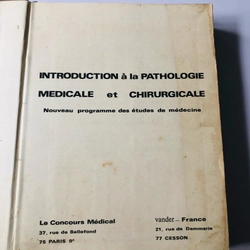 INTRODUCTION à la PATHOLOGIE
MEDICALE et CHIRURGICALE
Nouveau programme des études de médecine
Le Concours Médical
37, rue de Bellefond
75 PARIS 9e
vander — France
21, rue de Dammarie
77 CESSON